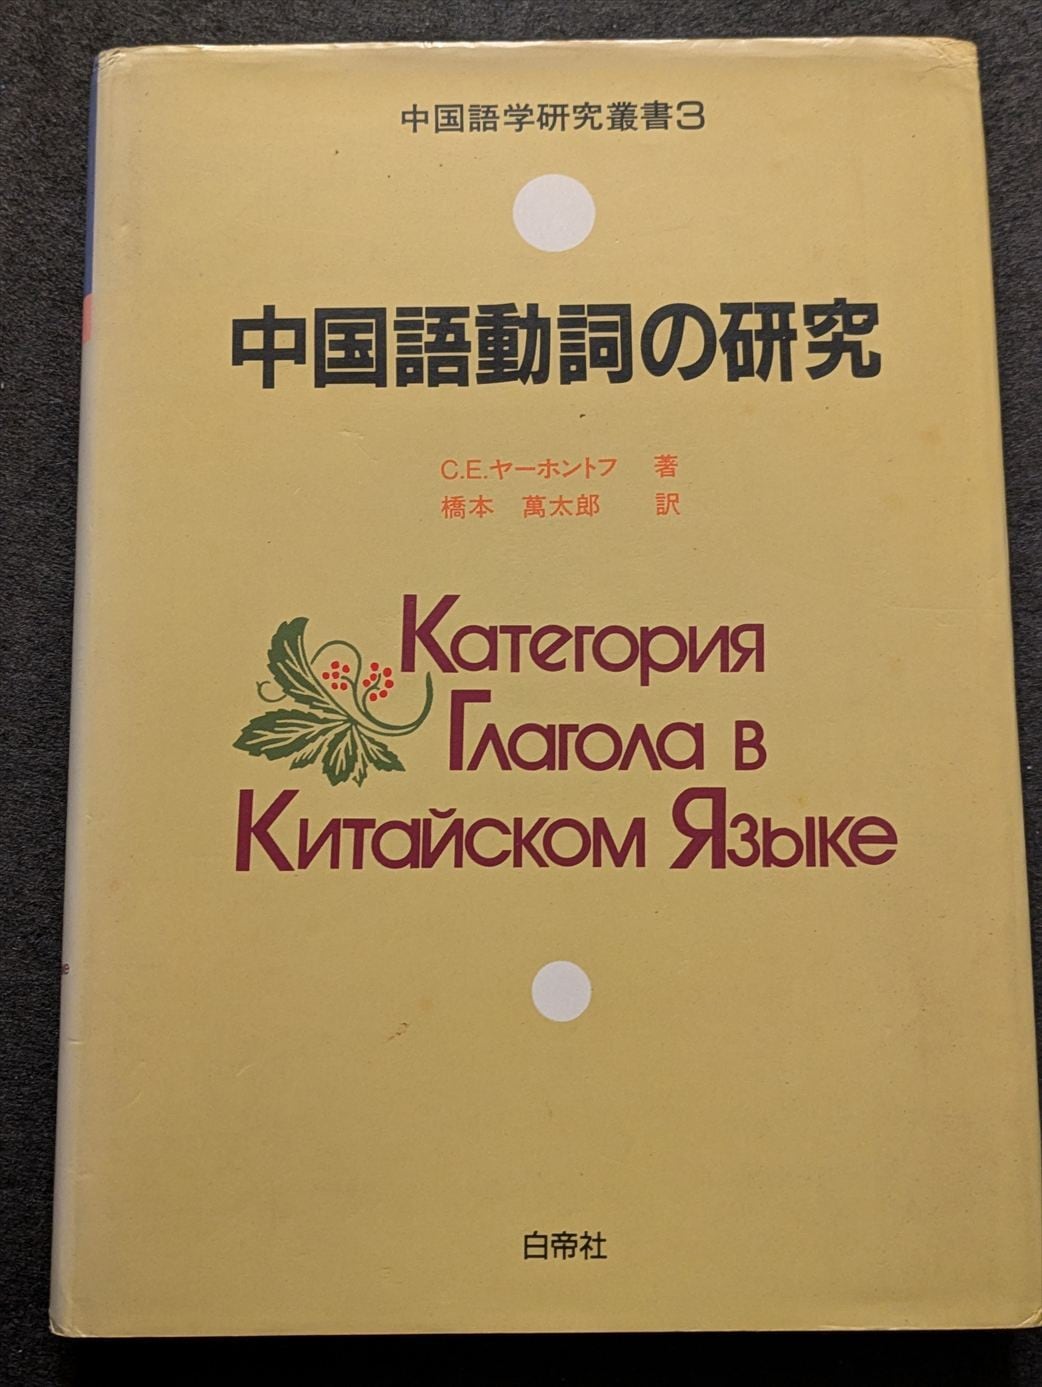 中国語学研究叢書3
中国語動詞の研究
C.E.ヤーホントフ 著
橋本 萬太郎 訳
Категория
Глагола в
Китайском Языке
白帝社